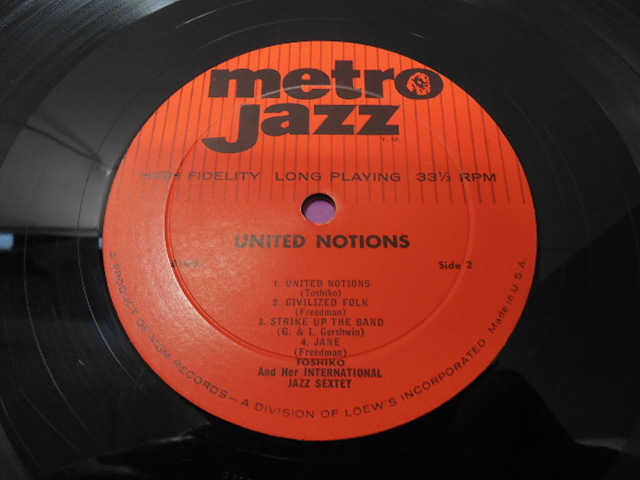 metro
jazz
T.M.
HIGH FIDELITY LONG PLAYING 33⅓ RPM
UNITED NOTIONS
Side 2
1. UNITED NOTIONS
(Toshiko)
2. CIVILIZED FOLK
(Freedman)
3. STRIKE UP THE BAND
(G. & I. Gershwin)
4. JANE
(Freedman)
TOSHIKO
And Her INTERNATIONAL
JAZZ SEXTET
A PRODUCT OF MGM RECORDS—A DIVISION OF LOEW'S INCORPORATED Made in U.S.A.